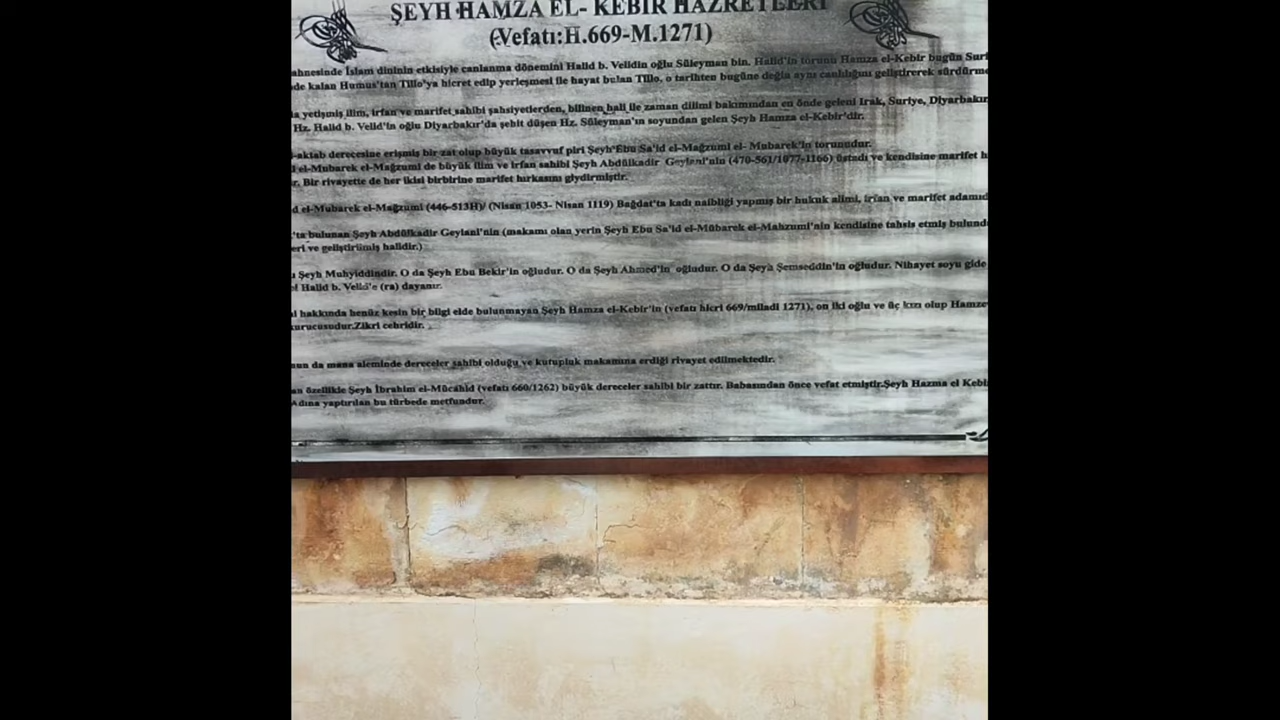 ŞEYH HAMZA EL- KEBİR HAZRETLERİ
(Vefatı:H.669-M.1271)
ahnesinde İslam dininin etkisiyle canlanma dönemini Halid b. Velidin oğlu Süleyman bin. Halid'in torunu Hamza el-Kebir bugün Suri
de kalan Humus'tan Tillo'ya hicret edip yerleşmesi ile hayat bulan Tillo, o tarihten bugüne değin aynı canlılığını geliştirerek sürdürme
a yetişmiş ilim, irfan ve marifet sahibi şahsiyetlerden, bilinen hali ile zaman dilimi bakımından en önde geleni Irak, Suriye, Diyarbakır
Hz. Halid b. Velid'in oğlu Diyarbakır'da şehit düşen Hz. Süleyman'ın soyundan gelen Şeyh Hamza el-Kebir'dir.
-aktab derecesine erişmiş bir zat olup büyük tasavvuf piri Şeyh Ebu Sa'id el-Mağzumi el- Mubarek'in torunudur.
el-Mubarek el-Mağzumi de büyük ilim ve irfan sahibi Şeyh Abdülkadir Geylani'nin (470-561/1077-1166) üstadı ve kendisine marifet h
r. Bir rivayette de her ikisi birbirine marifet hırkasını giydirmiştir.
d el-Mubarek el-Mağzumi (446-513H)/ (Nisan 1053- Nisan 1119) Bağdat'ta kadı naibliği yapmış bir hukuk alimi, irfan ve marifet adamıd
'ta bulunan Şeyh Abdülkadir Geylani'nin (makamı olan yerin Şeyh Ebu Sa'id el-Mübarek el-Mahzumi'nin kendisine tahsis etmiş bulundu
eri ve geliştirilmiş halidir.)
ı Şeyh Muhyiddindir. O da Şeyh Ebu Bekir'in oğludur. O da Şeyh Ahmed'in oğludur. O da Şeyh Şemseddin'in oğludur. Nihayet soyu gide
el Halid b. Velid'e (ra) dayanır.
i hakkında henüz kesin bir bilgi elde bulunmayan Şeyh Hamza el-Kebir'in (vefatı hicri 669/miladi 1271), on iki oğlu ve üç kızı olup Hamze
kurucusudur.Zikri cehridir.
nun da mana aleminde dereceler sahibi olduğu ve kutupluk makamına erdiği rivayet edilmektedir.
an özellikle Şeyh İbrahim el-Mücahid (vefatı 660/1262) büyük dereceler sahibi bir zattır. Babasından önce vefat etmiştir.Şeyh Hazma el Kebi
Adına yaptırılan bu türbede metfundur.